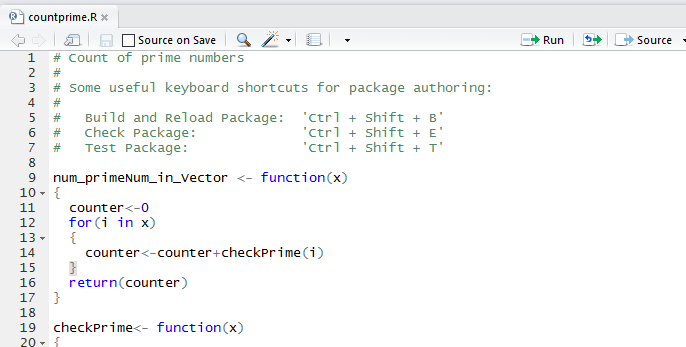 countprime.R ×
Source on Save Run Source
1 # Count of prime numbers
2 #
3 # Some useful keyboard shortcuts for package authoring:
4 #
5 #   Build and Reload Package:  'Ctrl + Shift + B'
6 #   Check Package:             'Ctrl + Shift + E'
7 #   Test Package:              'Ctrl + Shift + T'
8
9 num_primeNum_in_Vector <- function(x)
10 {
11   counter<-0
12   for(i in x)
13   {
14     counter<-counter+checkPrime(i)
15   }
16   return(counter)
17 }
18
19 checkPrime<- function(x)
20 {